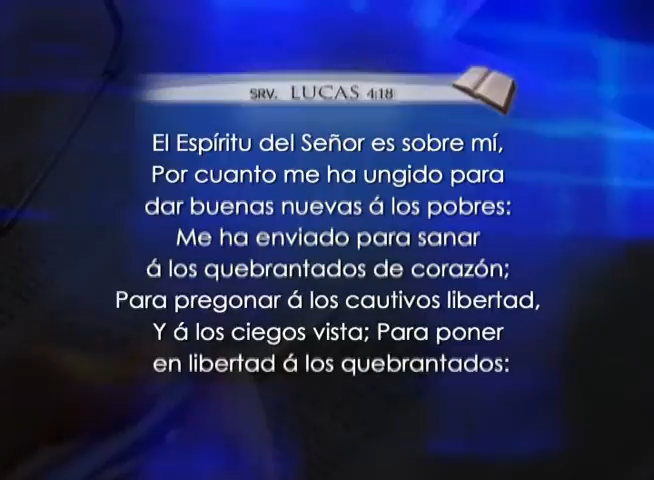 SRV. LUCAS 4:18
El Espíritu del Señor es sobre mí,
Por cuanto me ha ungido para
dar buenas nuevas á los pobres:
Me ha enviado para sanar
á los quebrantados de corazón;
Para pregonar á los cautivos libertad,
Y á los ciegos vista; Para poner
en libertad á los quebrantados: